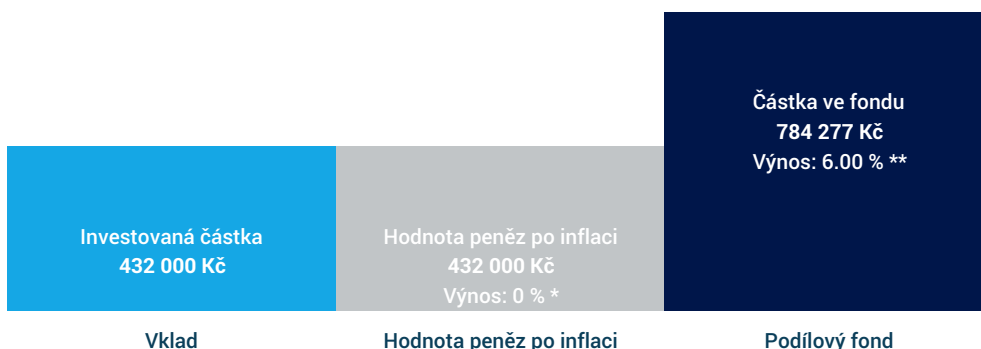 Částka ve fondu
784 277 Kč
Výnos: 6.00 % **
Investovaná částka
432 000 Kč
Hodnota peněz po inflaci
432 000 Kč
Výnos: 0 % *
Vklad
Hodnota peněz po inflaci
Podílový fond